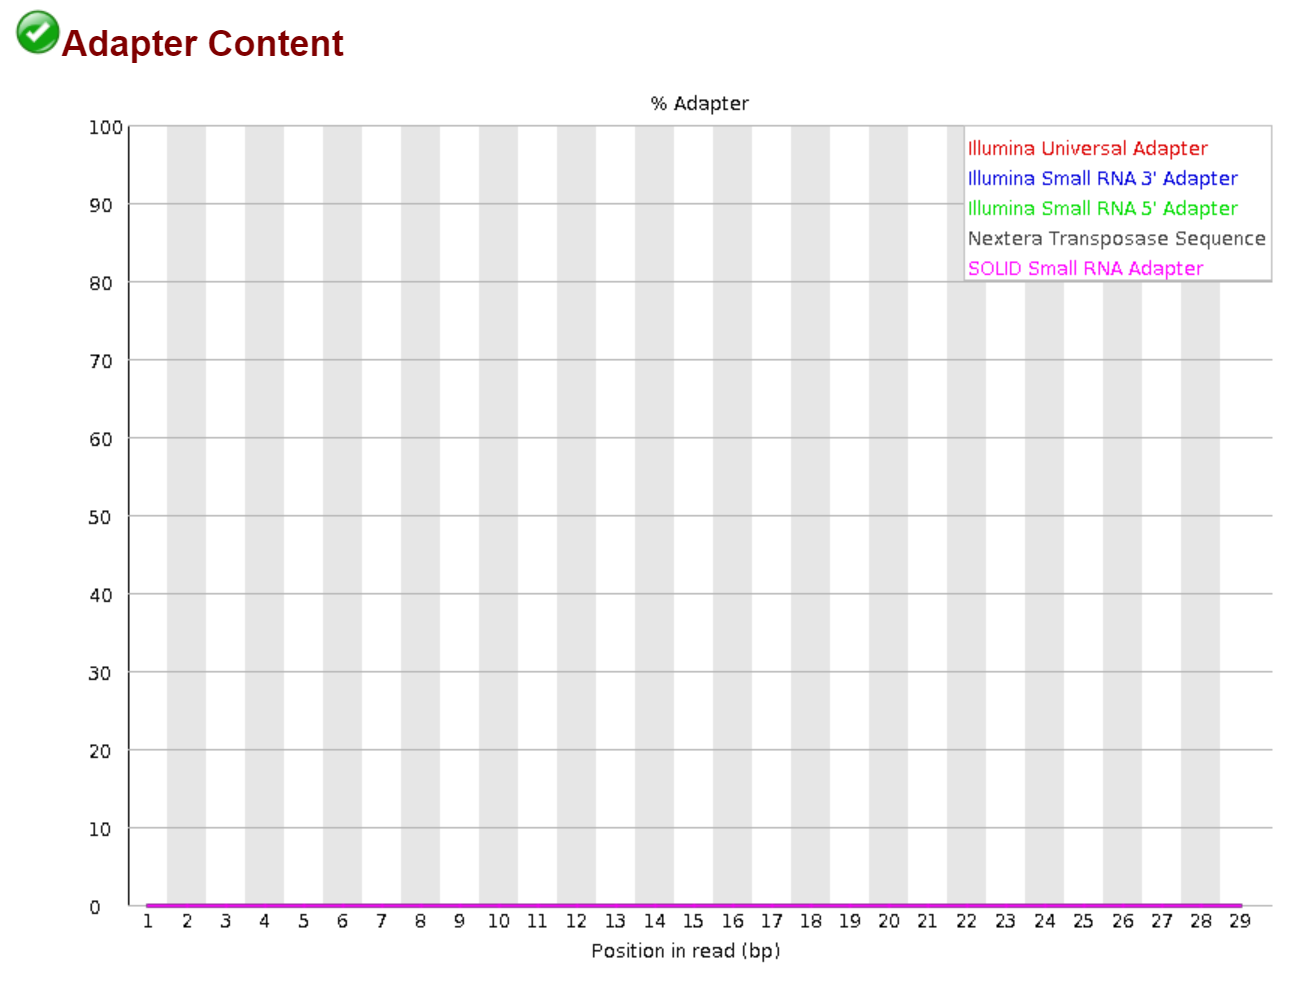 Adapter Content
% Adapter
100
90
80
70
60
50
40
30
20
10
0
Illumina Universal Adapter
Illumina Small RNA 3' Adapter
Illumina Small RNA 5' Adapter
Nextera Transposase Sequence
SOLID Small RNA Adapter
1 2 3 4 5 6 7 8 9 10 11 12 13 14 15 16 17 18 19 20 21 22 23 24 25 26 27 28 29
Position in read (bp)